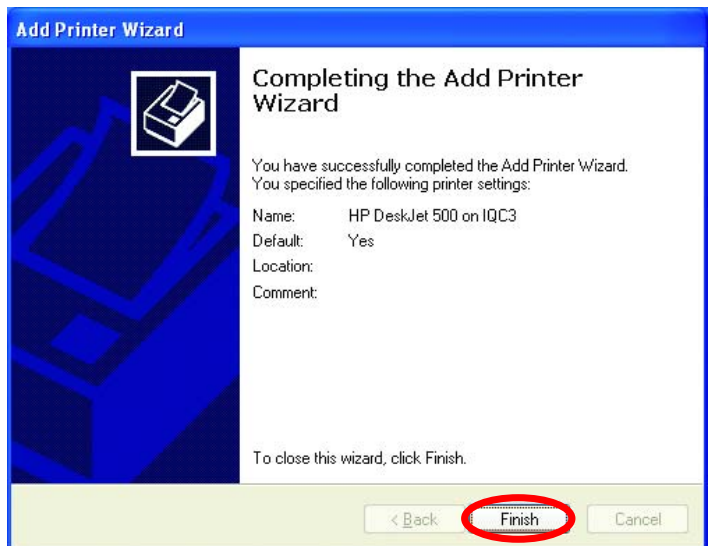 Add Printer Wizard
Completing the Add Printer
Wizard
You have successfully completed the Add Printer Wizard.
You specified the following printer settings:
Name: HP DeskJet 500 on IQC3
Default: Yes
Location:
Comment:
To close this wizard, click Finish.
< Back Finish Cancel